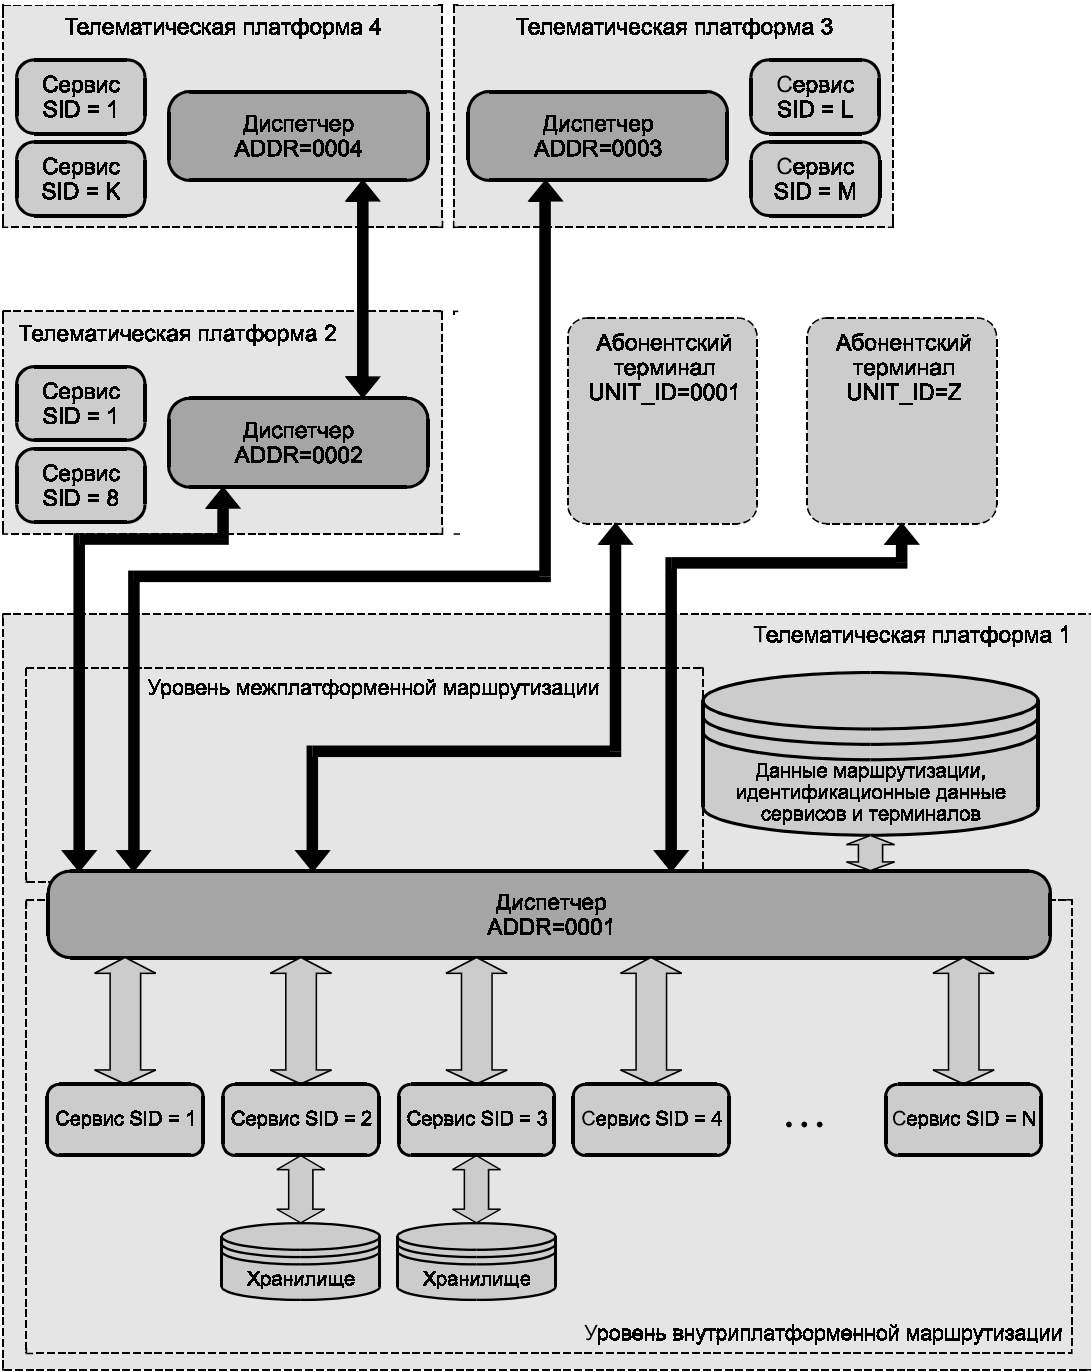 Телематическая платформа 4
Сервис
SID = 1
Сервис
SID = K
Диспетчер
ADDR=0004
Телематическая платформа 3
Диспетчер
ADDR=0003
Сервис
SID = L
Сервис
SID = M
Телематическая платформа 2
Сервис
SID = 1
Сервис
SID = 8
Диспетчер
ADDR=0002
Абонентский
терминал
UNIT_ID=0001
Абонентский
терминал
UNIT_ID=Z
Телематическая платформа 1
Уровень межплатформенной маршрутизации
Данные маршрутизации,
идентификационные данные
сервисов и терминалов
Диспетчер
ADDR=0001
Сервис SID = 1
Сервис SID = 2
Сервис SID = 3
Сервис SID = 4
...
Сервис SID = N
Хранилище
Хранилище
Уровень внутриплатформенной маршрутизации